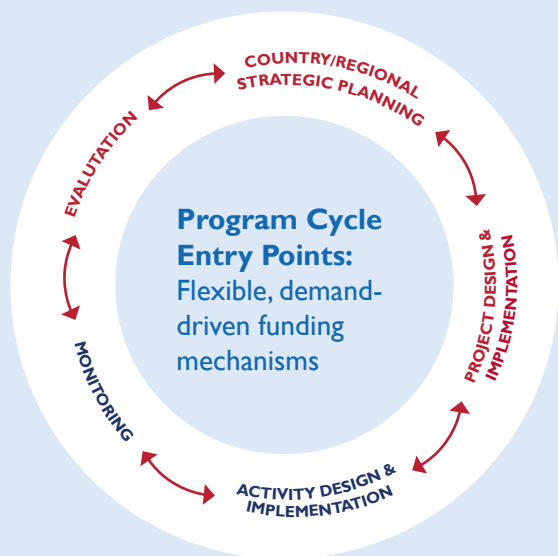 COUNTRY/REGIONAL
STRATEGIC PLANNING
PROJECT DESIGN &
IMPLEMENTATION
ACTIVITY DESIGN &
IMPLEMENTATION
MONITORING
EVALUTATION
Program Cycle
Entry Points:
Flexible, demand-
driven funding
mechanisms